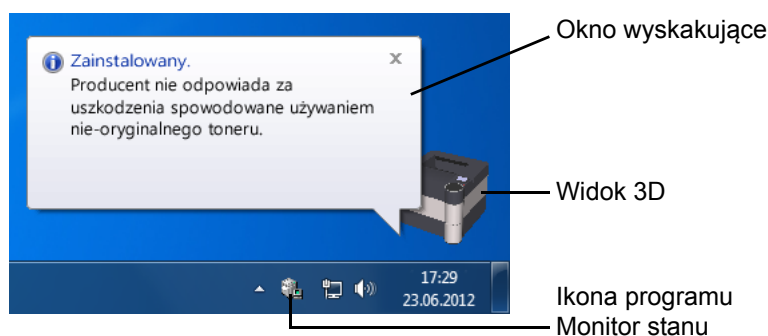 Okno wyskakujące
Zainstalowany.
Producent nie odpowiada za
uszkodzenia spowodowane używaniem
nie-oryginalnego toneru.
Widok 3D
17:29
23.06.2012
Ikona programu
Monitor stanu